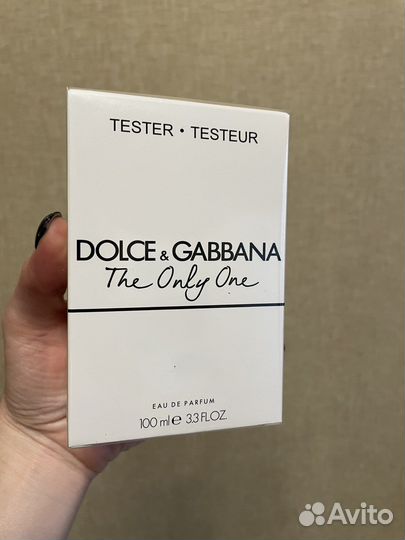 TESTER • TESTEUR
DOLCE & GABBANA
The Only One
EAU DE PARFUM
100 ml e 3.3 FL.OZ.
Avito